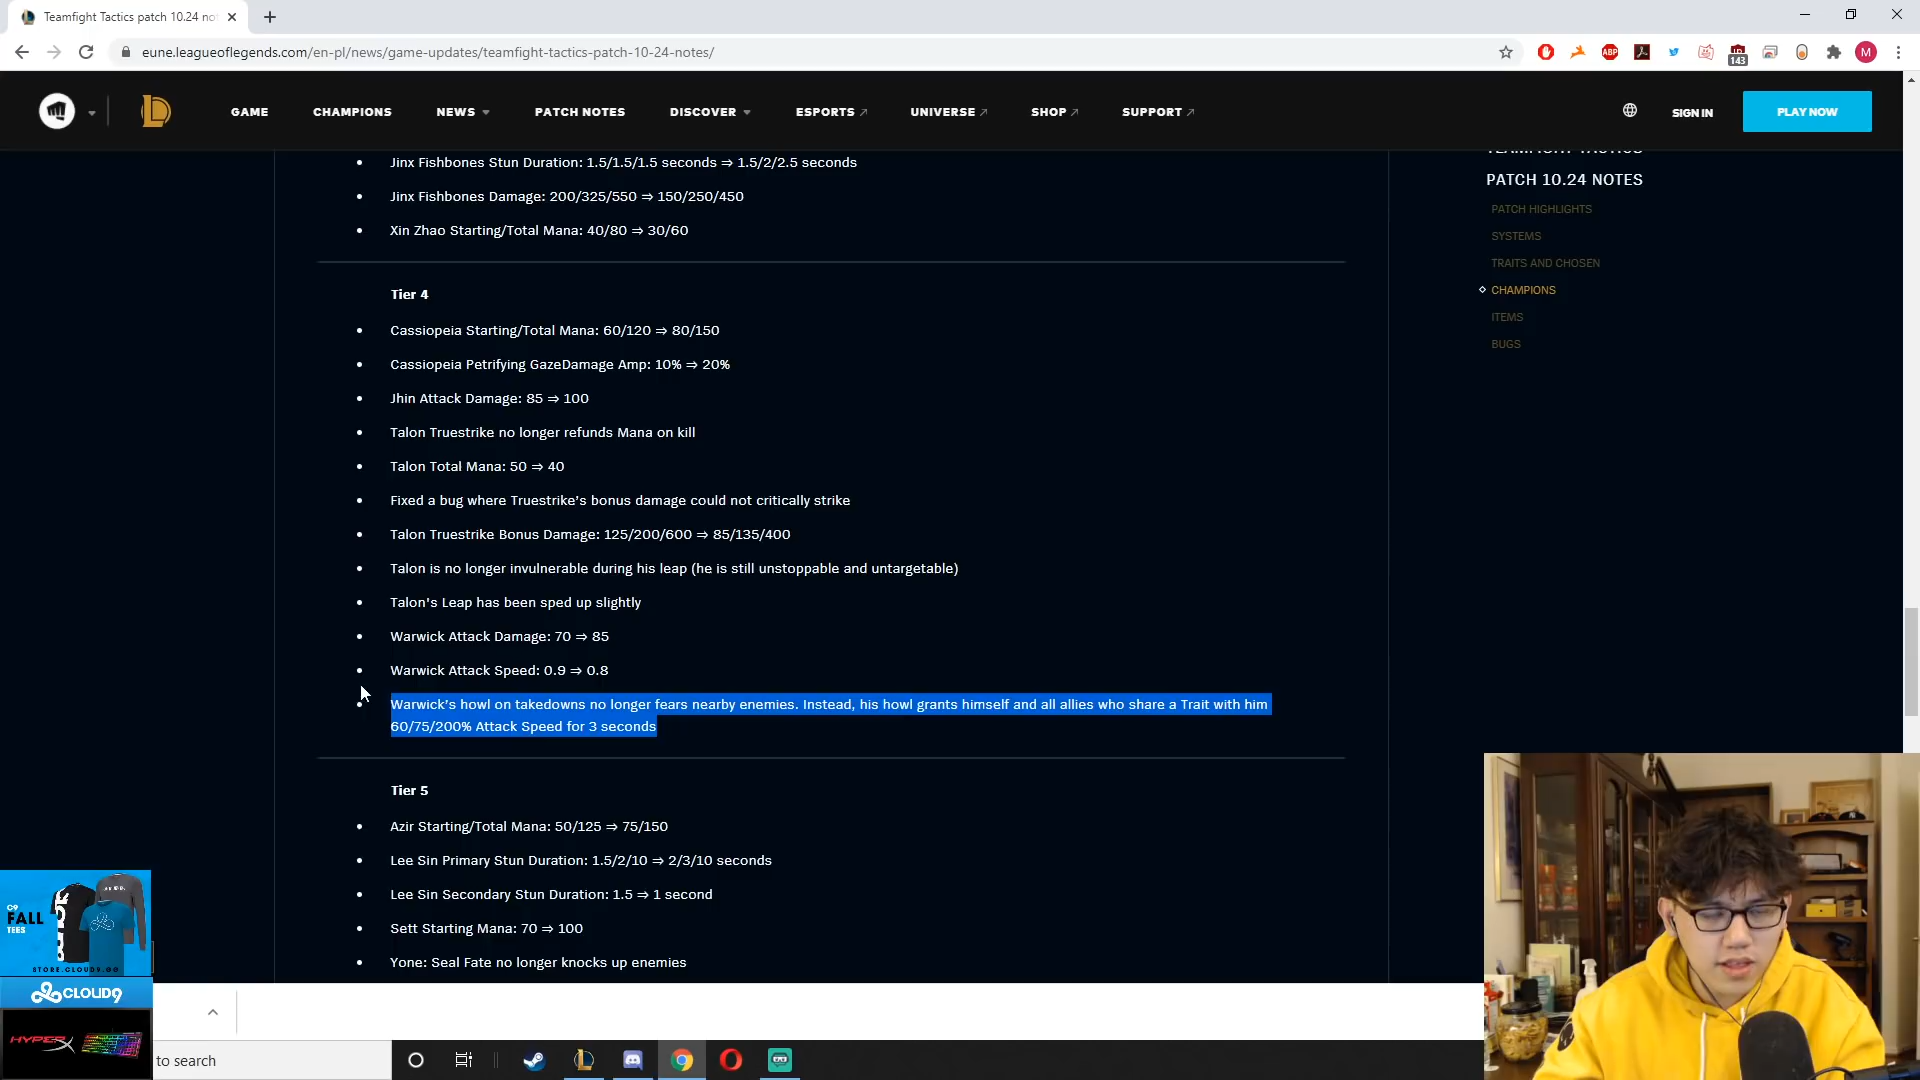 Teamfight Tactics patch 10.24 no
eune.leagueoflegends.com/en-pl/news/game-updates/teamfight-tactics-patch-10-24-notes/
ABP
143
M
GAME
CHAMPIONS
NEWS
PATCH NOTES
DISCOVER
ESPORTS
UNIVERSE
SHOP
SUPPORT
SIGN IN
PLAY NOW
• Jinx Fishbones Stun Duration: 1.5/1.5/1.5 seconds ⇒ 1.5/2/2.5 seconds
• Jinx Fishbones Damage: 200/325/550 ⇒ 150/250/450
• Xin Zhao Starting/Total Mana: 40/80 ⇒ 30/60
Tier 4
• Cassiopeia Starting/Total Mana: 60/120 ⇒ 80/150
• Cassiopeia Petrifying GazeDamage Amp: 10% ⇒ 20%
• Jhin Attack Damage: 85 ⇒ 100
• Talon Truestrike no longer refunds Mana on kill
• Talon Total Mana: 50 ⇒ 40
• Fixed a bug where Truestrike's bonus damage could not critically strike
• Talon Truestrike Bonus Damage: 125/200/600 ⇒ 85/135/400
• Talon is no longer invulnerable during his leap (he is still unstoppable and untargetable)
• Talon's Leap has been sped up slightly
• Warwick Attack Damage: 70 ⇒ 85
• Warwick Attack Speed: 0.9 ⇒ 0.8
• Warwick's howl on takedowns no longer fears nearby enemies. Instead, his howl grants himself and all allies who share a Trait with him
60/75/200% Attack Speed for 3 seconds
Tier 5
• Azir Starting/Total Mana: 50/125 ⇒ 75/150
• Lee Sin Primary Stun Duration: 1.5/2/10 ⇒ 2/3/10 seconds
• Lee Sin Secondary Stun Duration: 1.5 ⇒ 1 second
• Sett Starting Mana: 70 ⇒ 100
• Yone: Seal Fate no longer knocks up enemies
TEAMFIGHT TACTICS
PATCH 10.24 NOTES
PATCH HIGHLIGHTS
SYSTEMS
TRAITS AND CHOSEN
CHAMPIONS
ITEMS
BUGS
C9
FALL
TEES
STORE.CLOUD9.GG
CLOUD9
HYPERX
to search